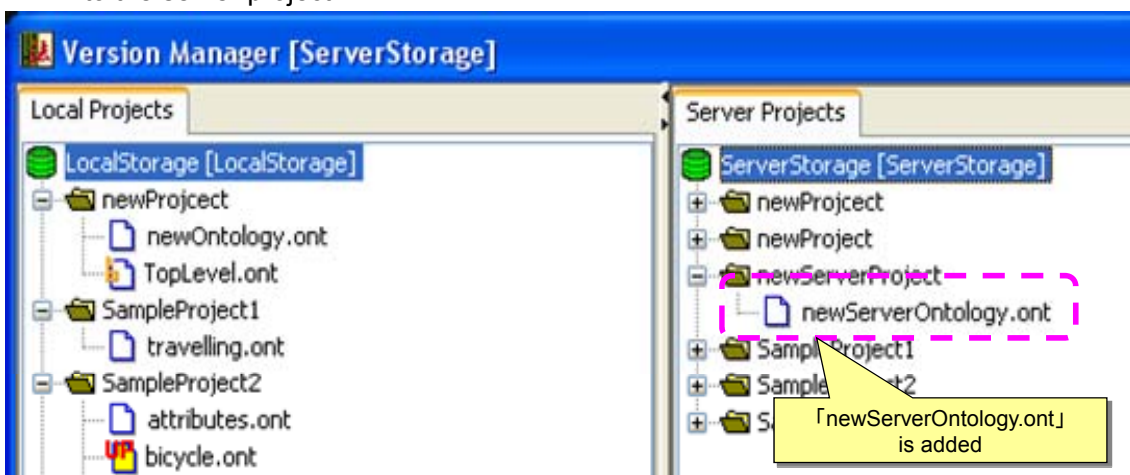 Version Manager [ServerStorage]
Local Projects
LocalStorage [LocalStorage]
newProjcect
newOntology.ont
TopLevel.ont
SampleProject1
travelling.ont
SampleProject2
attributes.ont
UP
bicycle.ont
Server Projects
ServerStorage [ServerStorage]
newProjcect
newProject
newServerProject
newServerOntology.ont
「newServerOntology.ont」
is added